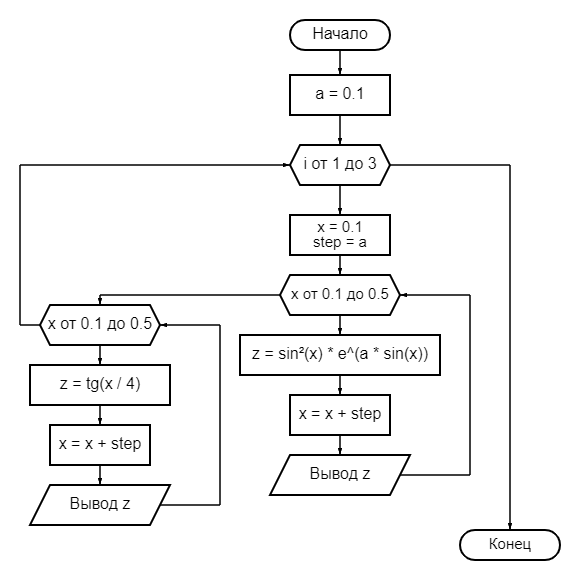 Начало
a = 0.1
i от 1 до 3
x = 0.1
step = a
x от 0.1 до 0.5
z = sin²(x) * e^(a * sin(x))
x = x + step
Вывод z
x от 0.1 до 0.5
z = tg(x / 4)
x = x + step
Вывод z
Конец